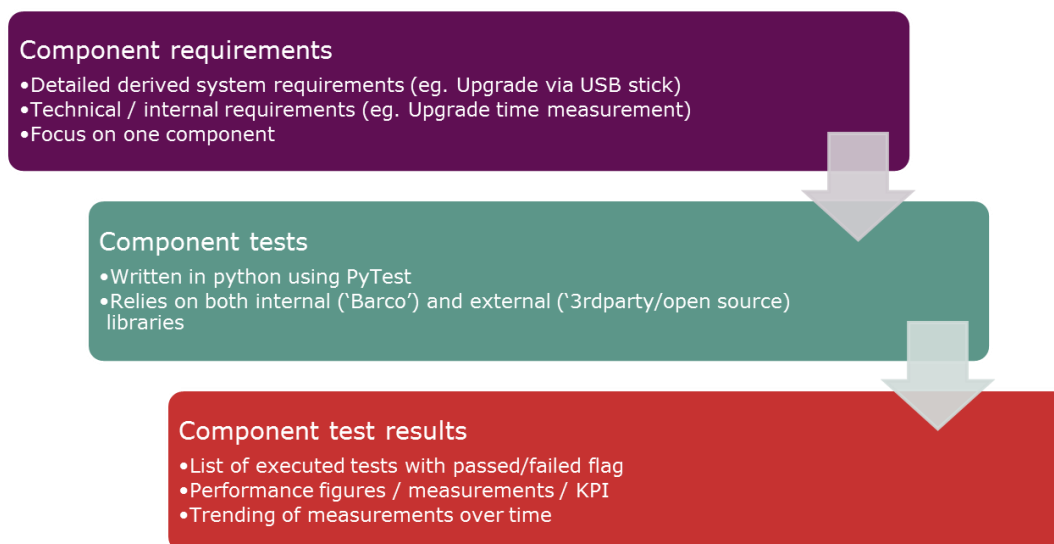 Component requirements
•Detailed derived system requirements (eg. Upgrade via USB stick)
•Technical / internal requirements (eg. Upgrade time measurement)
•Focus on one component
Component tests
•Written in python using PyTest
•Relies on both internal (‘Barco’) and external (‘3rdparty/open source)
libraries
Component test results
•List of executed tests with passed/failed flag
•Performance figures / measurements / KPI
•Trending of measurements over time